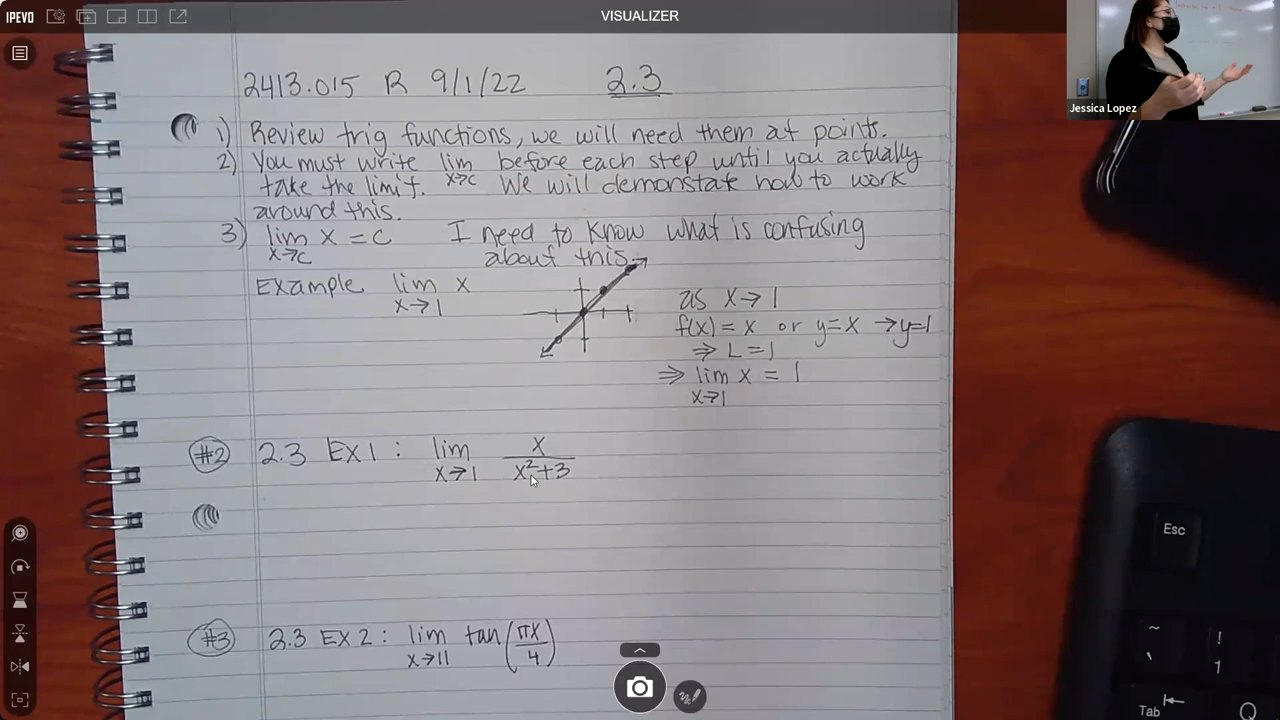 IPEVO
VISUALIZER
Jessica Lopez
2413.015 R 9/1/22 2.3
1) Review trig functions, we will need them at points.
2) You must write lim before each step until you actually
x→c
take the limit. We will demonstate how to work
around this.
3) lim x = c I need to know what is confusing
x→c
about this.
Example lim x
x→1
as x→1
f(x) = x or y=x →y=1
⇒ L=1
⇒ lim x = 1
x→1
#2 2.3 EX1: lim x
x→1 x²+3
#3 2.3 EX 2: lim tan(πx/4)
x→11
Esc
~
`
!
1
Tab
Q